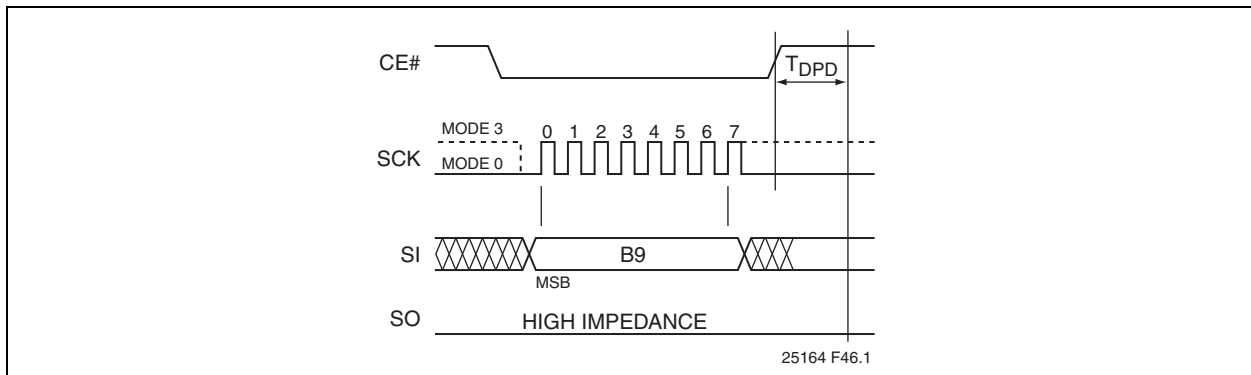 CE#
TDPD
MODE 3
0 1 2 3 4 5 6 7
SCK
MODE 0
SI
B9
MSB
SO
HIGH IMPEDANCE
25164 F46.1